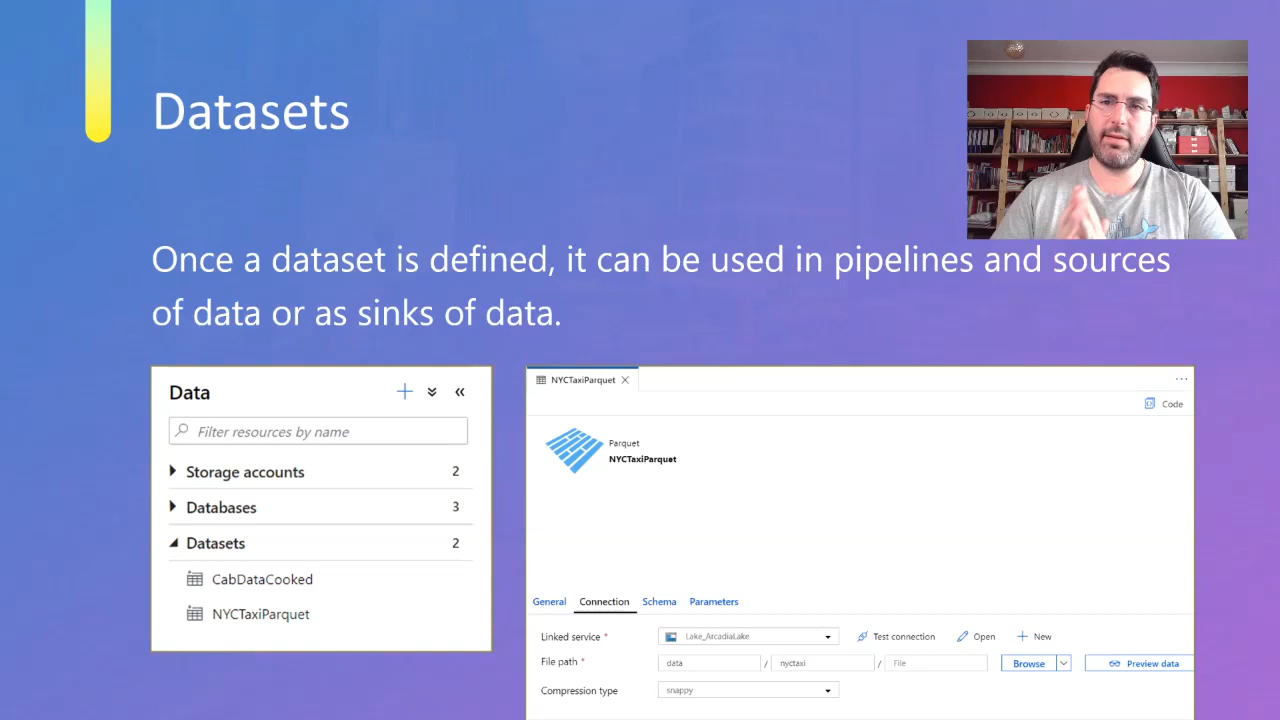 Datasets
Once a dataset is defined, it can be used in pipelines and sources
of data or as sinks of data.
Data
Filter resources by name
Storage accounts 2
Databases 3
Datasets 2
CabDataCooked
NYCTaxiParquet
NYCTaxiParquet
Code
Parquet
NYCTaxiParquet
General Connection Schema Parameters
Linked service * Lake_ArcadiaLake Test connection Open New
File path * data / nyctaxi / File Browse Preview data
Compression type snappy